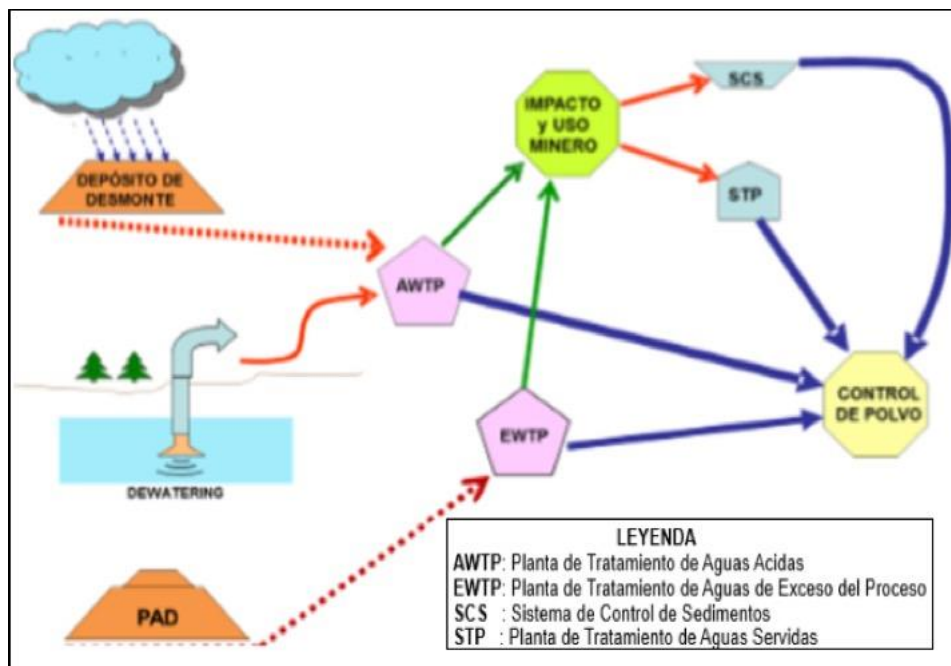 IMPACTO
y USO
MINERO
SCS
DEPÓSITO DE
DESMONTE
STP
AWTP
CONTROL
DE POLVO
EWTP
DEWATERING
PAD
LEYENDA
AWTP: Planta de Tratamiento de Aguas Acidas
EWTP: Planta de Tratamiento de Aguas de Exceso del Proceso
SCS : Sistema de Control de Sedimentos
STP : Planta de Tratamiento de Aguas Servidas